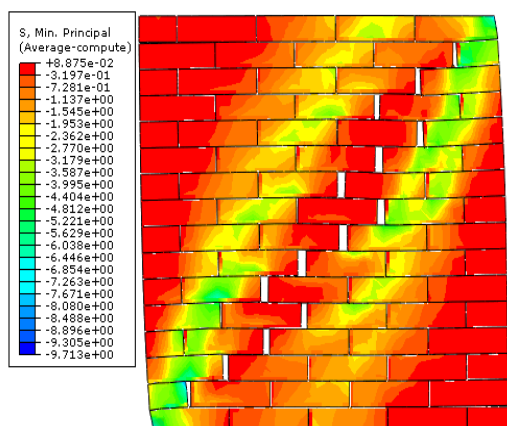 S, Min. Principal
(Average-compute)
+8.875e-02
-3.197e-01
-7.281e-01
-1.137e+00
-1.545e+00
-1.953e+00
-2.362e+00
-2.770e+00
-3.179e+00
-3.587e+00
-3.995e+00
-4.404e+00
-4.812e+00
-5.221e+00
-5.629e+00
-6.038e+00
-6.446e+00
-6.854e+00
-7.263e+00
-7.671e+00
-8.080e+00
-8.488e+00
-8.896e+00
-9.305e+00
-9.713e+00